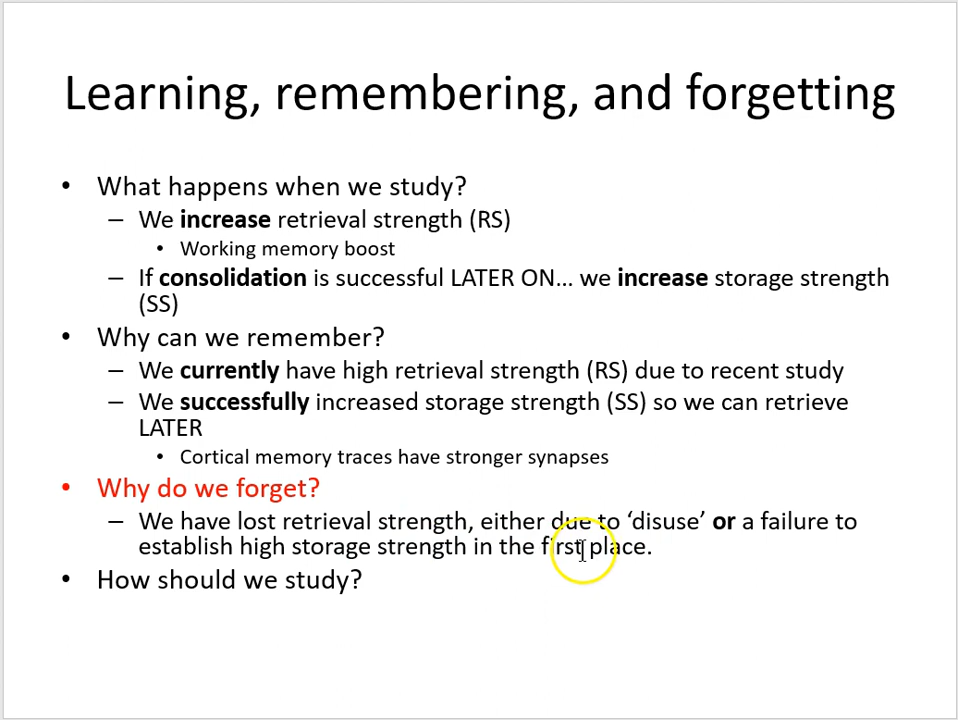 Learning, remembering, and forgetting
• What happens when we study?
– We increase retrieval strength (RS)
• Working memory boost
– If consolidation is successful LATER ON... we increase storage strength
(SS)
• Why can we remember?
– We currently have high retrieval strength (RS) due to recent study
– We successfully increased storage strength (SS) so we can retrieve
LATER
• Cortical memory traces have stronger synapses
• Why do we forget?
– We have lost retrieval strength, either due to ‘disuse’ or a failure to
establish high storage strength in the first place.
• How should we study?